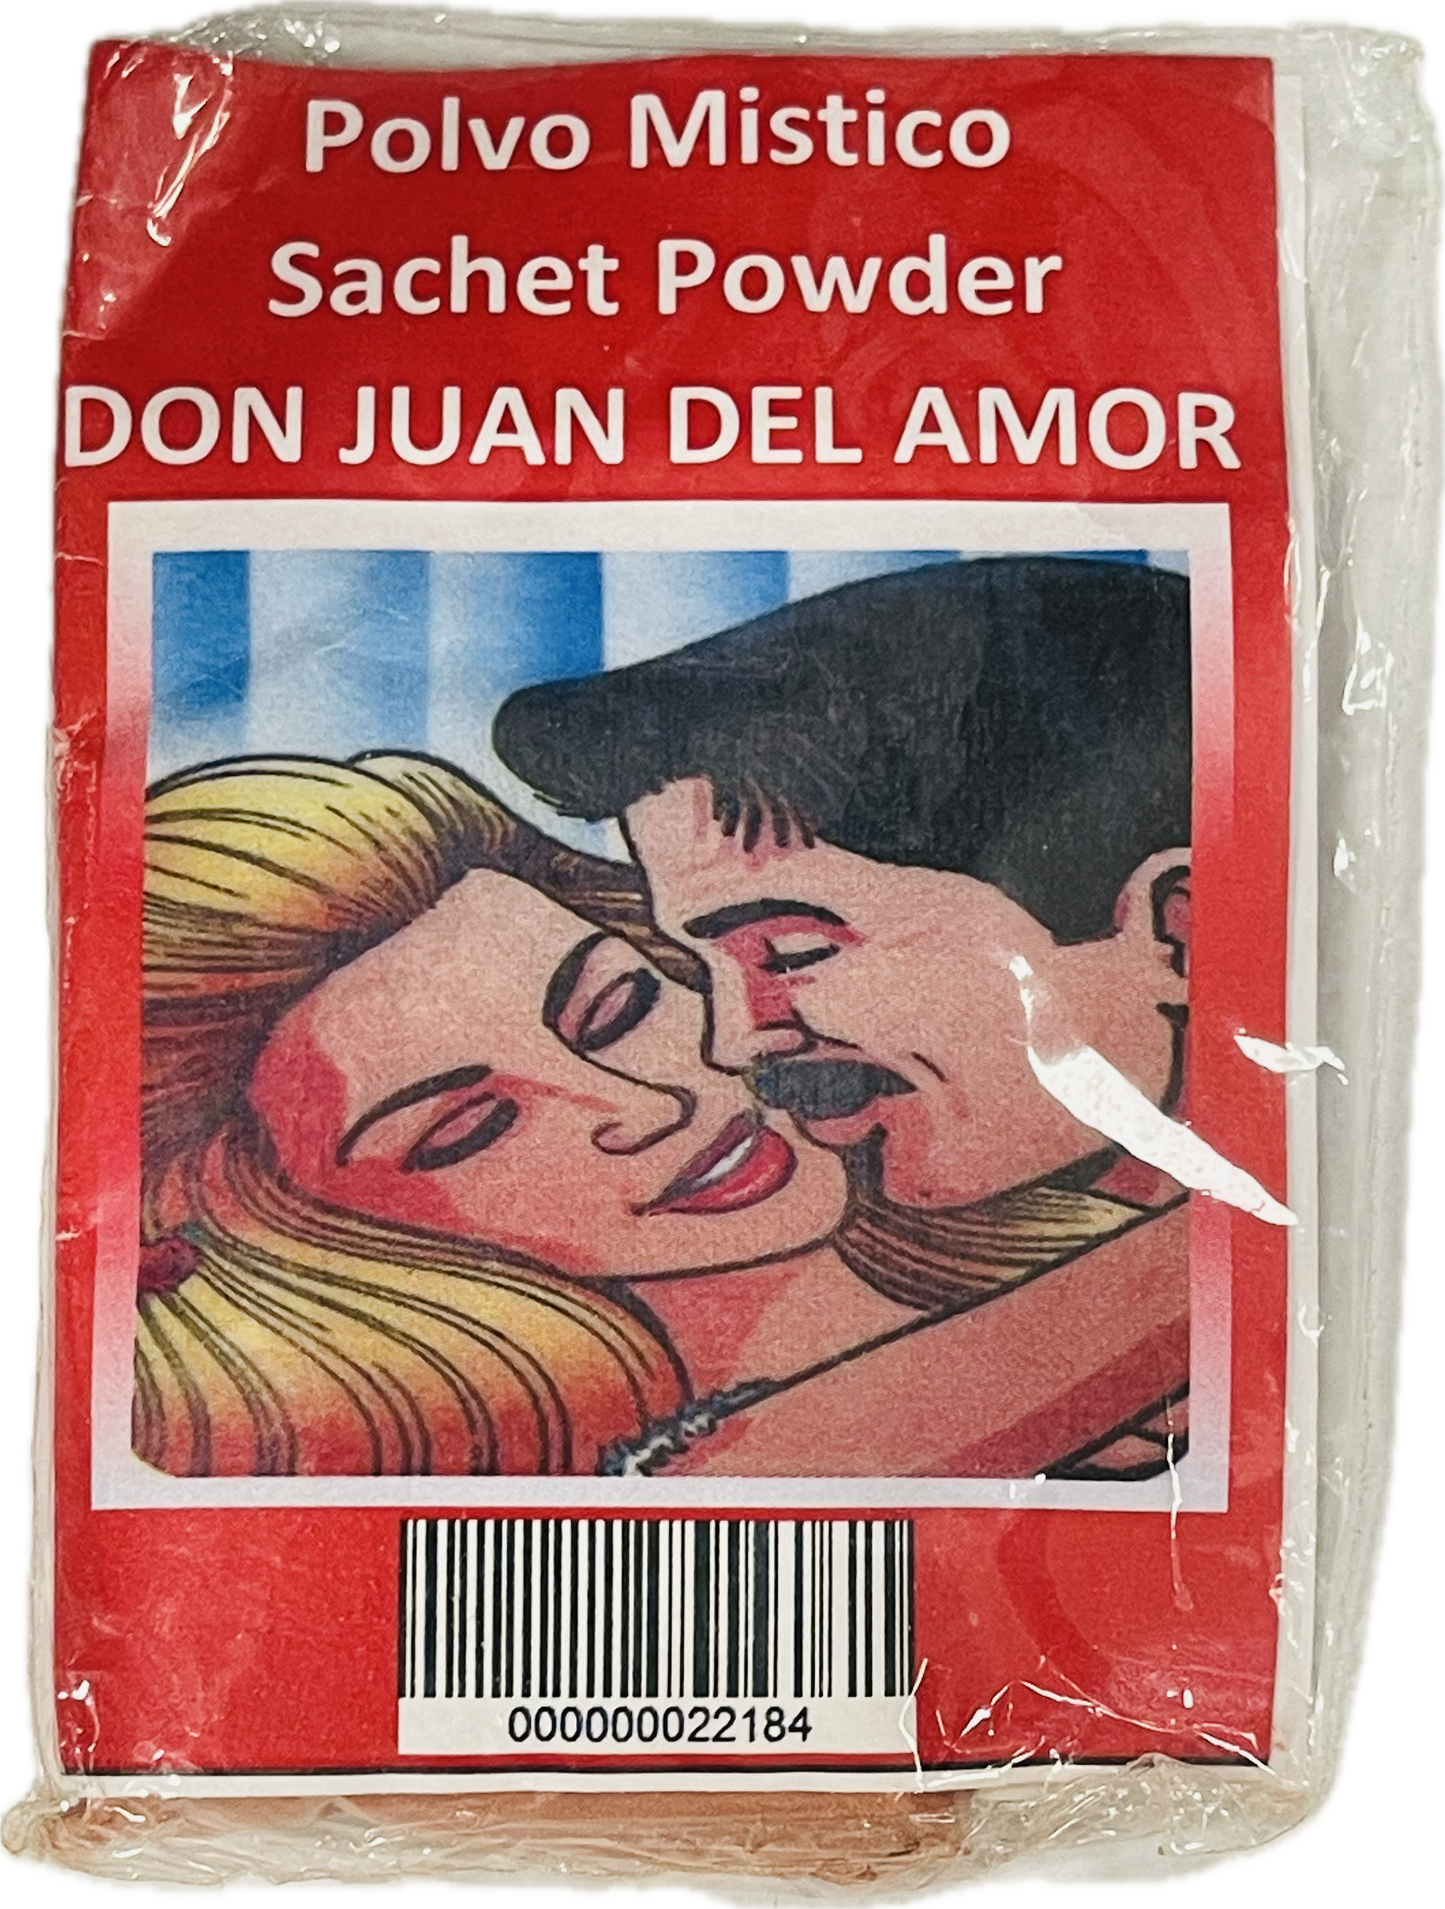 Polvo Mistico
Sachet Powder
DON JUAN DEL AMOR
000000022184